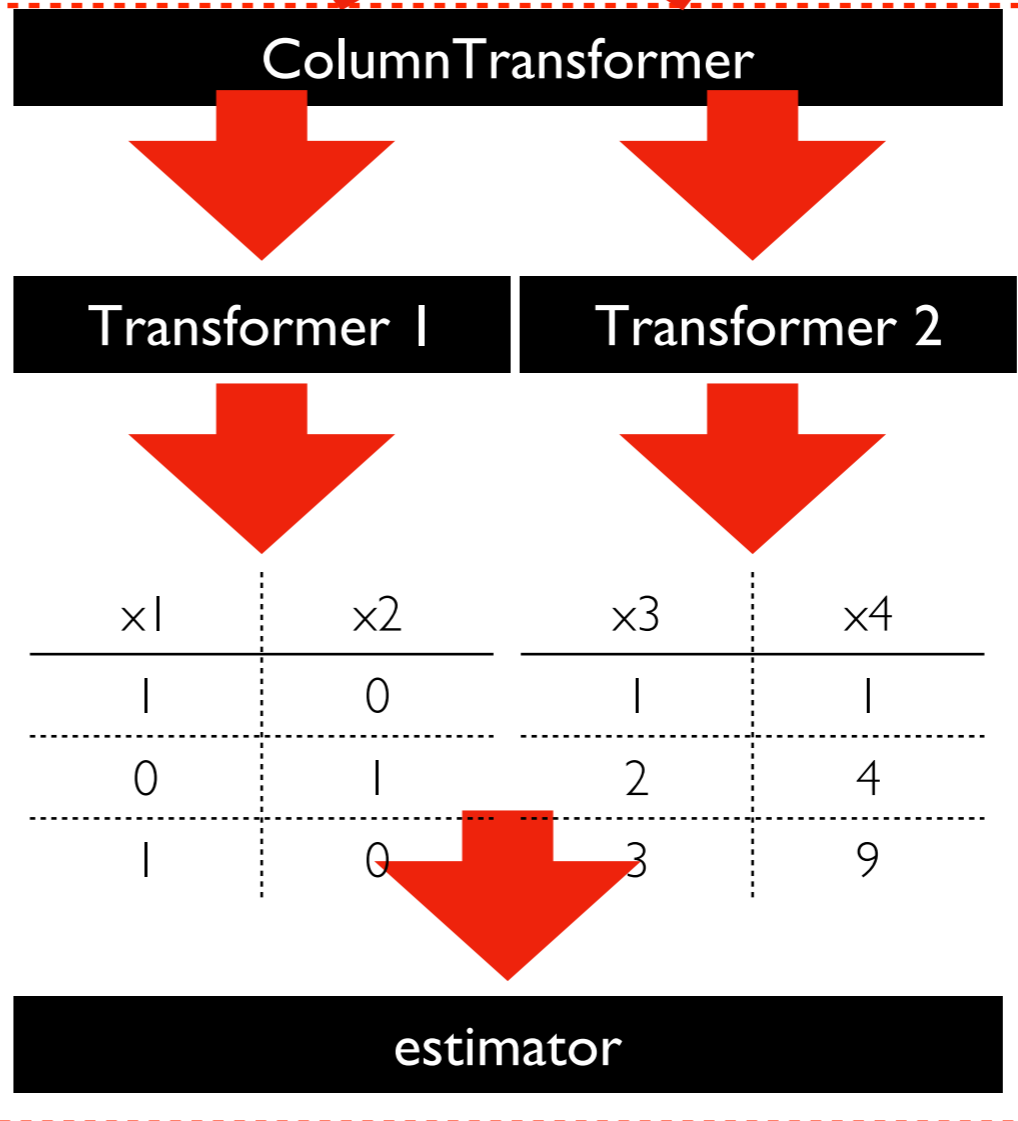 ColumnTransformer
Transformer 1 Transformer 2
x1 x2 x3 x4
1 0 1 1
0 1 2 4
1 0 3 9
estimator